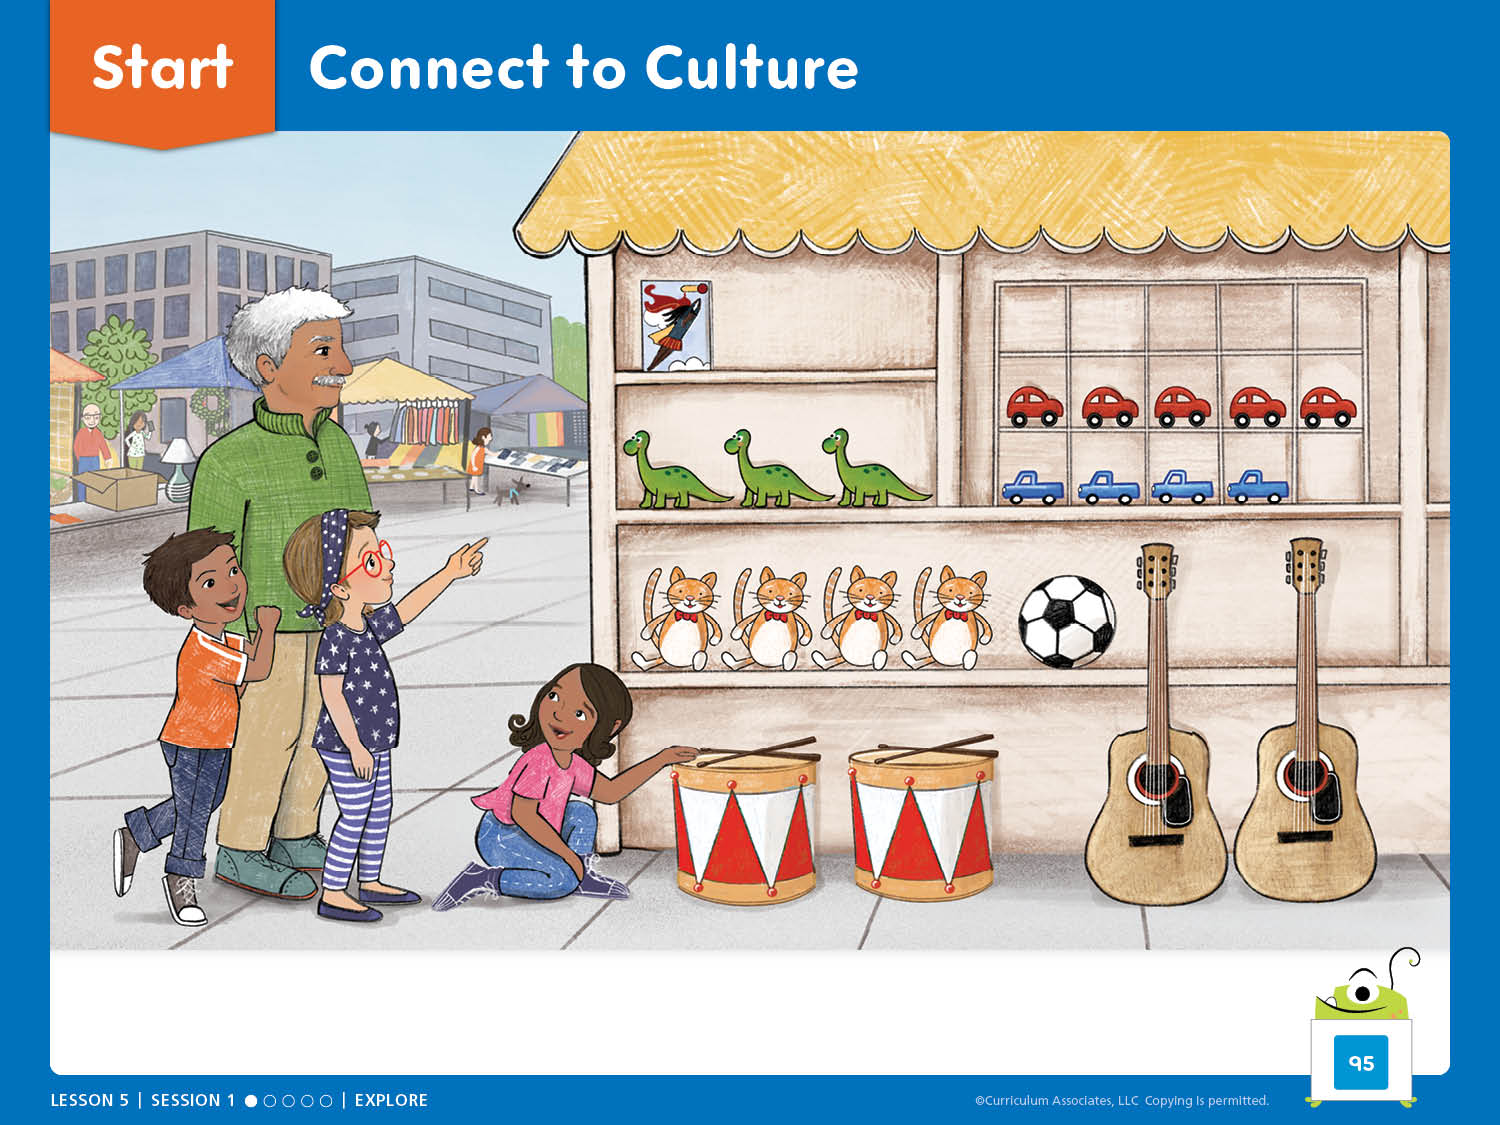 Start
Connect to Culture
95
LESSON 5 | SESSION 1 ●○○○○ | EXPLORE
©Curriculum Associates, LLC Copying is permitted.